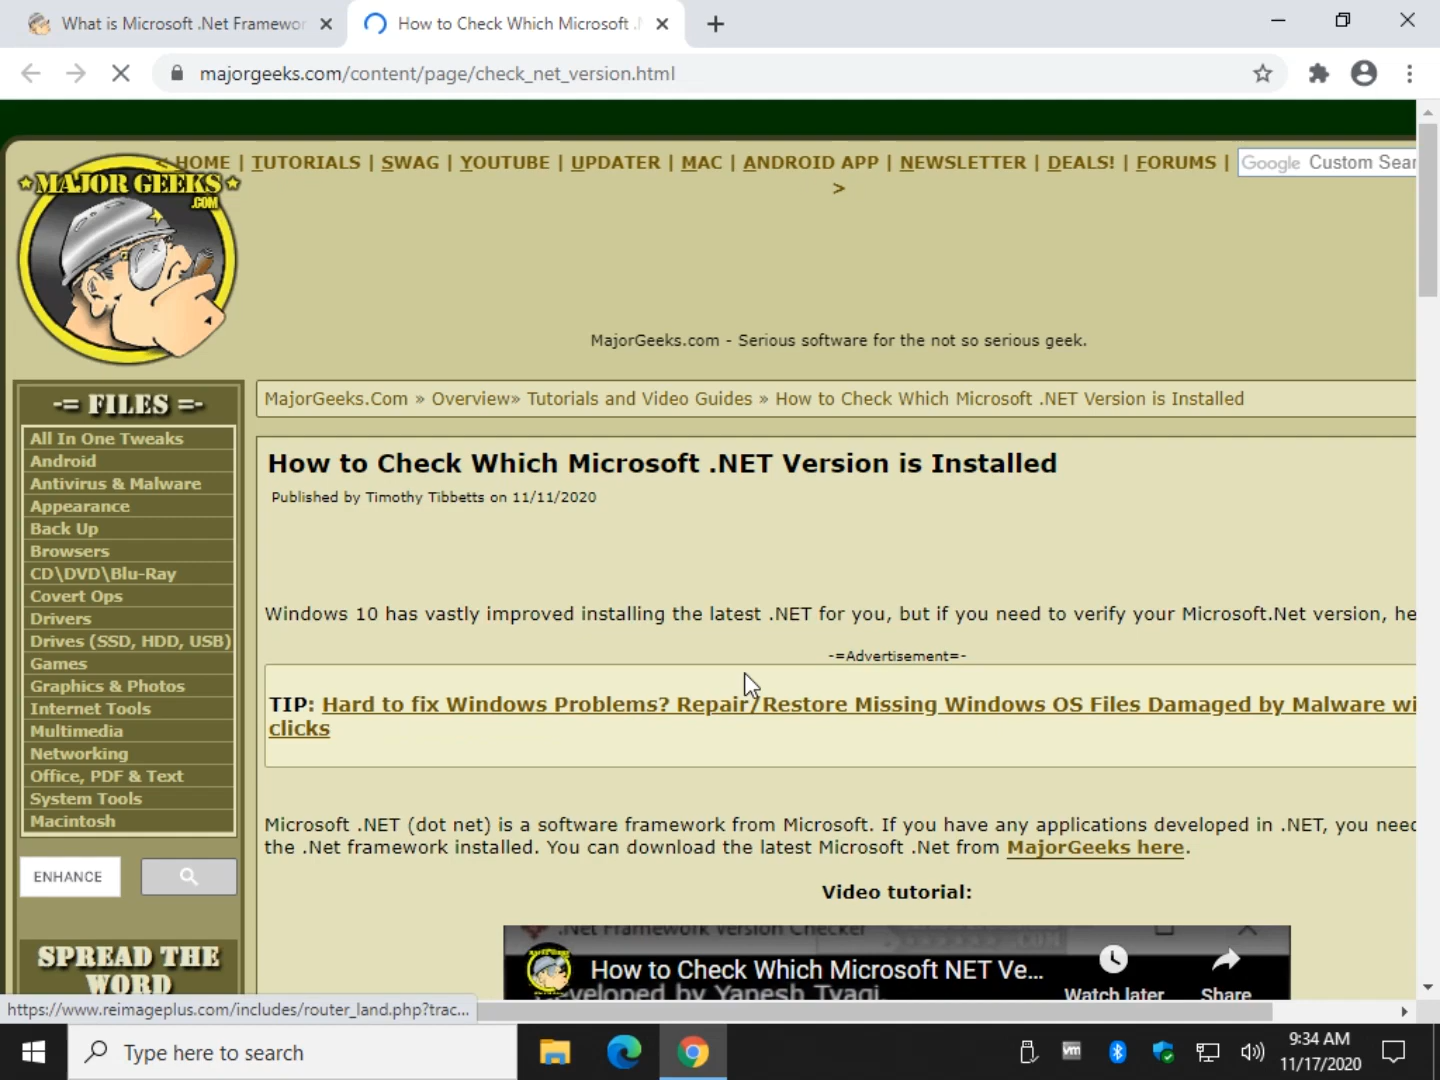 What is Microsoft .Net Framewor
How to Check Which Microsoft .
majorgeeks.com/content/page/check_net_version.html
< HOME | TUTORIALS | SWAG | YOUTUBE | UPDATER | MAC | ANDROID APP | NEWSLETTER | DEALS! | FORUMS |
>
Google Custom Sear
MAJOR GEEKS
.COM
MajorGeeks.com - Serious software for the not so serious geek.
-= FILES =-
All In One Tweaks
Android
Antivirus & Malware
Appearance
Back Up
Browsers
CD\DVD\Blu-Ray
Covert Ops
Drivers
Drives (SSD, HDD, USB)
Games
Graphics & Photos
Internet Tools
Multimedia
Networking
Office, PDF & Text
System Tools
Macintosh
ENHANCE
SPREAD THE
WORD
MajorGeeks.Com » Overview» Tutorials and Video Guides » How to Check Which Microsoft .NET Version is Installed
How to Check Which Microsoft .NET Version is Installed
Published by Timothy Tibbetts on 11/11/2020
Windows 10 has vastly improved installing the latest .NET for you, but if you need to verify your Microsoft.Net version, he
-=Advertisement=-
TIP: Hard to fix Windows Problems? Repair/Restore Missing Windows OS Files Damaged by Malware wi
clicks
Microsoft .NET (dot net) is a software framework from Microsoft. If you have any applications developed in .NET, you need
the .Net framework installed. You can download the latest Microsoft .Net from MajorGeeks here.
Video tutorial:
.Net Framework Version Checker
How to Check Which Microsoft NET Ve...
Watch later
Share
eveloped by Yanesh Tyagi
https://www.reimageplus.com/includes/router_land.php?trac...
Type here to search
vm
9:34 AM
11/17/2020